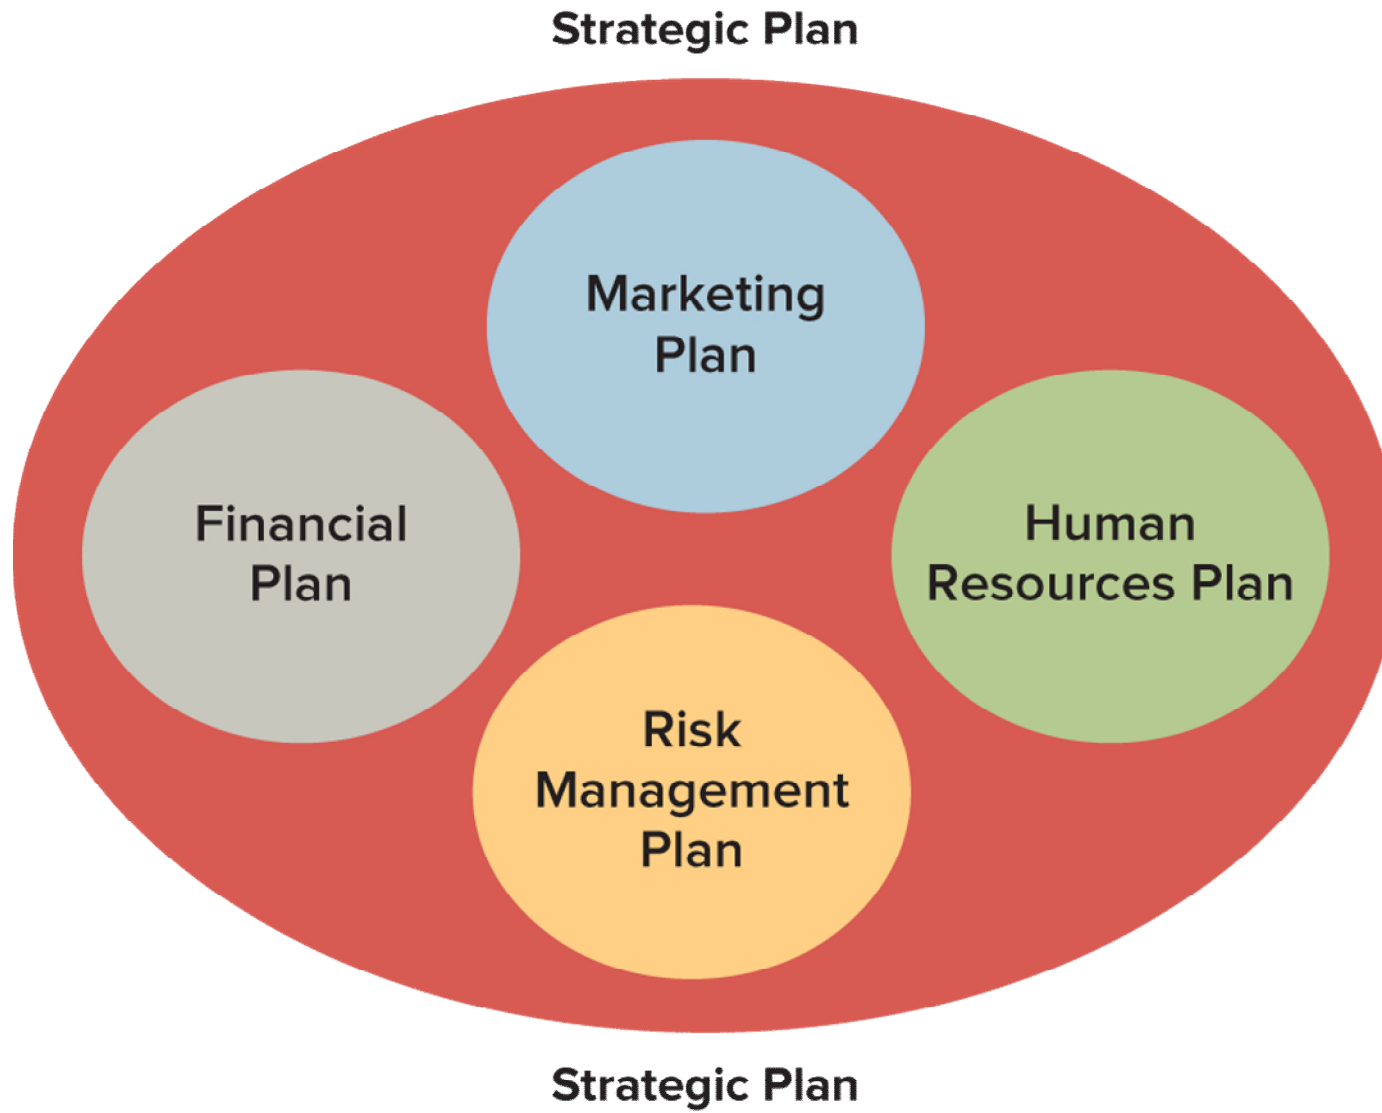 Strategic Plan
Marketing
Plan
Financial
Plan
Human
Resources Plan
Risk
Management
Plan
Strategic Plan